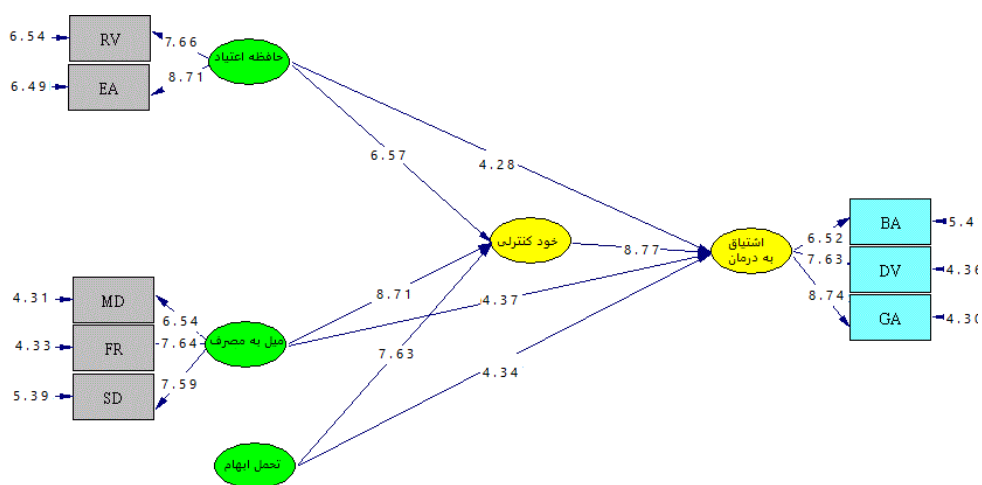 6.54
RV
7.66
حافظه اعتیاد
6.49
EA
8.71
6.57
4.28
خود کنترلی
8.77
اشتیاق
به درمان
6.52
BA
5.4
7.63
DV
4.36
8.74
GA
4.30
4.31
MD
6.54
8.71
4.37
4.33
FR
7.64
میل به مصرف
7.63
5.39
SD
7.59
4.34
تحمل ابهام